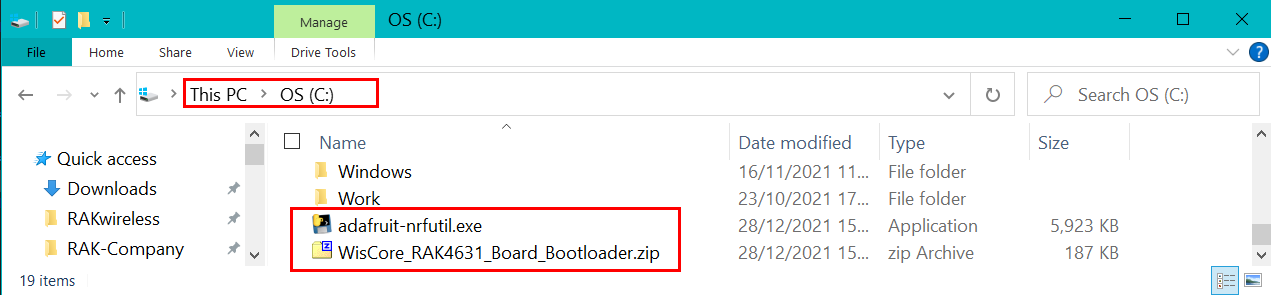 Manage OS (C:)
File Home Share View Drive Tools
This PC OS (C:) Search OS (C:)
Name Date modified Type Size
Quick access
Downloads
RAKwireless
RAK-Company
Windows 16/11/2021 11... File folder
Work 23/10/2021 17... File folder
adafruit-nrfutil.exe 28/12/2021 15... Application 5,923 KB
WisCore_RAK4631_Board_Bootloader.zip 28/12/2021 15... zip Archive 187 KB
19 items